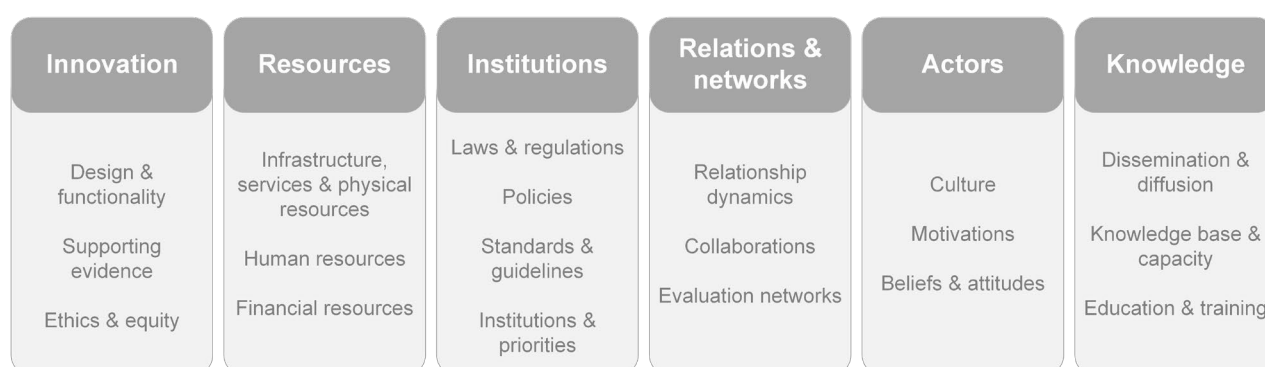 Innovation
Design &
functionality
Supporting
evidence
Ethics & equity
Resources
Infrastructure,
services & physical
resources
Human resources
Financial resources
Institutions
Laws & regulations
Policies
Standards &
guidelines
Institutions &
priorities
Relations &
networks
Relationship
dynamics
Collaborations
Evaluation networks
Actors
Culture
Motivations
Beliefs & attitudes
Knowledge
Dissemination &
diffusion
Knowledge base &
capacity
Education & training